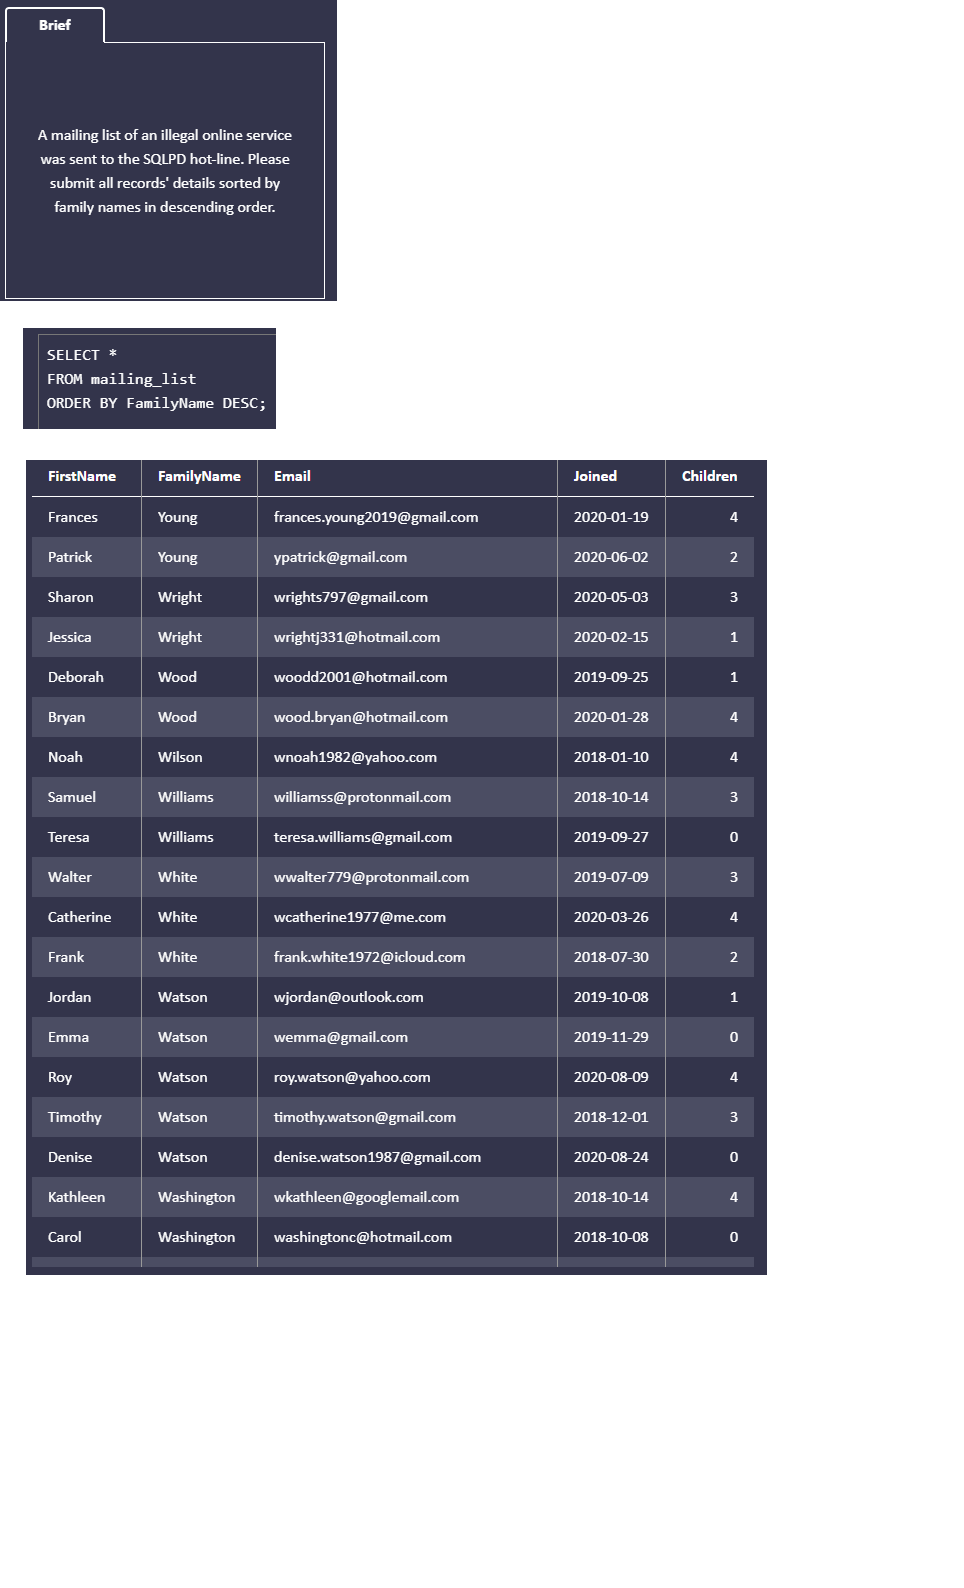 Brief
A mailing list of an illegal online service
was sent to the SQLPD hot-line. Please
submit all records' details sorted by
family names in descending order.
SELECT *
FROM mailing_list
ORDER BY FamilyName DESC;
FirstName FamilyName Email Joined Children
Frances Young frances.young2019@gmail.com 2020-01-19 4
Patrick Young ypatrick@gmail.com 2020-06-02 2
Sharon Wright wrights797@gmail.com 2020-05-03 3
Jessica Wright wrightj331@hotmail.com 2020-02-15 1
Deborah Wood woodd2001@hotmail.com 2019-09-25 1
Bryan Wood wood.bryan@hotmail.com 2020-01-28 4
Noah Wilson wnoah1982@yahoo.com 2018-01-10 4
Samuel Williams williamss@protonmail.com 2018-10-14 3
Teresa Williams teresa.williams@gmail.com 2019-09-27 0
Walter White wwalter779@protonmail.com 2019-07-09 3
Catherine White wcatherine1977@me.com 2020-03-26 4
Frank White frank.white1972@icloud.com 2018-07-30 2
Jordan Watson wjordan@outlook.com 2019-10-08 1
Emma Watson wemma@gmail.com 2019-11-29 0
Roy Watson roy.watson@yahoo.com 2020-08-09 4
Timothy Watson timothy.watson@gmail.com 2018-12-01 3
Denise Watson denise.watson1987@gmail.com 2020-08-24 0
Kathleen Washington wkathleen@googlemail.com 2018-10-14 4
Carol Washington washingtonc@hotmail.com 2018-10-08 0